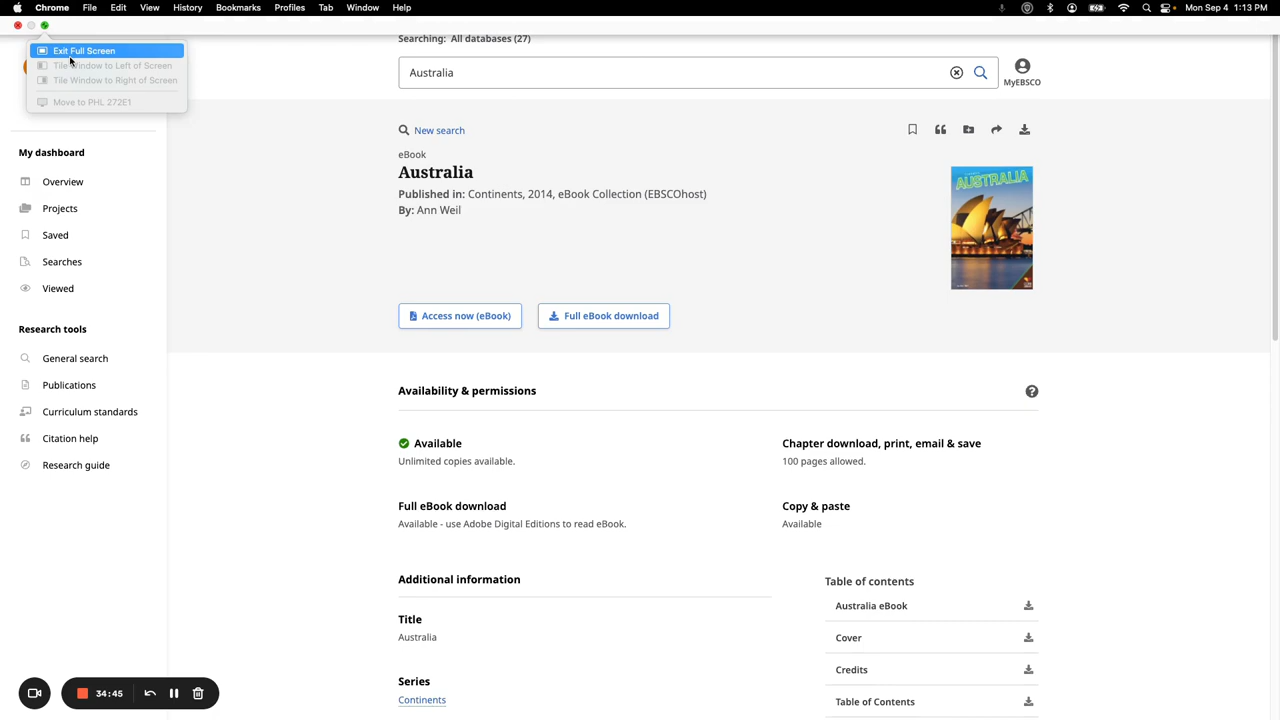 Chrome File Edit View History Bookmarks Profiles Tab Window Help Mon Sep 4 1:13 PM
Exit Full Screen
Tile Window to Left of Screen
Tile Window to Right of Screen
Move to PHL 272E1
Searching: All databases (27)
Australia
MyEBSCO
My dashboard
Overview
Projects
Saved
Searches
Viewed
Research tools
General search
Publications
Curriculum standards
Citation help
Research guide
New search
eBook
Australia
Published in: Continents, 2014, eBook Collection (EBSCOhost)
By: Ann Weil
AUSTRALIA
Access now (eBook) Full eBook download
Availability & permissions
Available
Unlimited copies available.
Chapter download, print, email & save
100 pages allowed.
Full eBook download
Available - use Adobe Digital Editions to read eBook.
Copy & paste
Available
Additional information
Title
Australia
Series
Continents
Table of contents
Australia eBook
Cover
Credits
Table of Contents
34:45